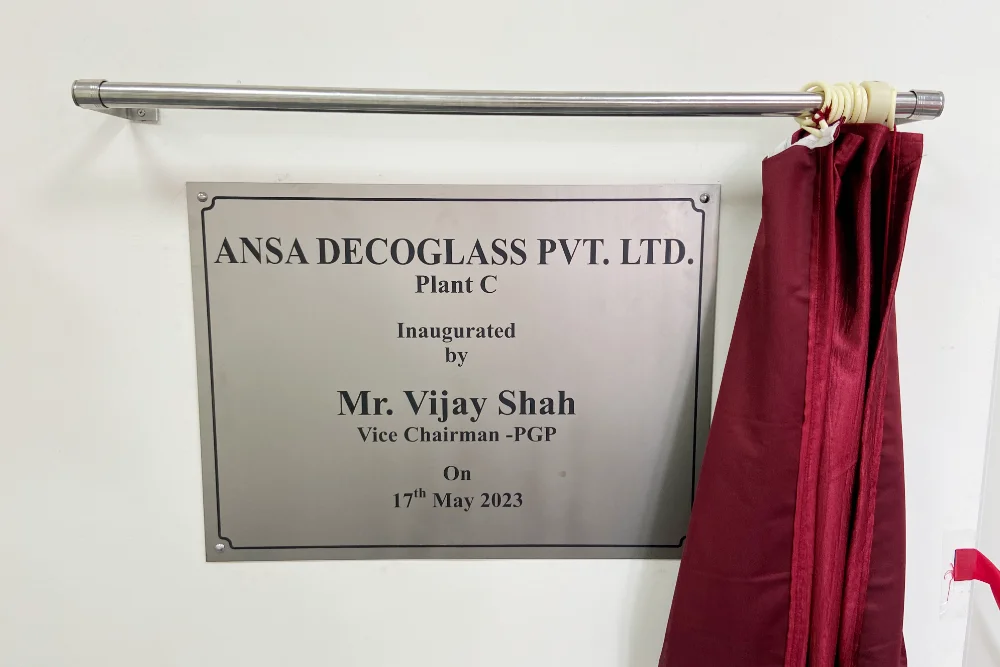 ANSA DECOGLASS PVT. LTD.
Plant C
Inaugurated
by
Mr. Vijay Shah
Vice Chairman -PGP
On
17th May 2023